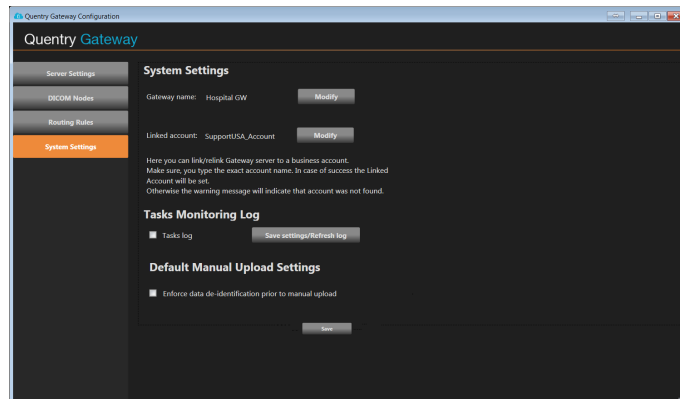 Quentry Gateway Configuration
Quentry Gateway
Server Settings
DICOM Nodes
Routing Rules
System Settings
System Settings
Gateway name: Hospital GW Modify
Linked account: SupportUSA_Account Modify
Here you can link/relink Gateway server to a business account.
Make sure, you type the exact account name. In case of success the Linked
Account will be set.
Otherwise the warning message will indicate that account was not found.
Tasks Monitoring Log
Tasks log Save settings/Refresh log
Default Manual Upload Settings
Enforce data de-identification prior to manual upload
Save